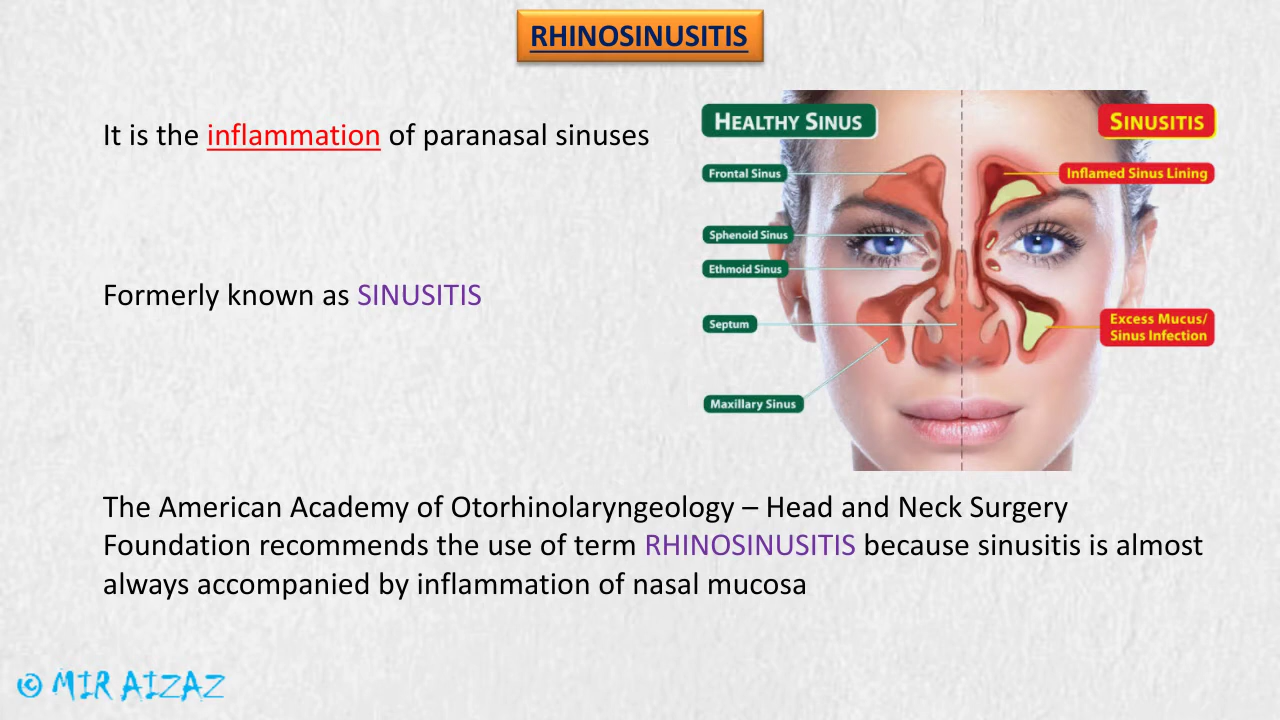 RHINOSINUSITIS
It is the inflammation of paranasal sinuses
Formerly known as SINUSITIS
HEALTHY SINUS
SINUSITIS
Frontal Sinus
Inflamed Sinus Lining
Sphenoid Sinus
Ethmoid Sinus
Septum
Excess Mucus/
Sinus Infection
Maxillary Sinus
The American Academy of Otorhinolaryngeology – Head and Neck Surgery
Foundation recommends the use of term RHINOSINUSITIS because sinusitis is almost
always accompanied by inflammation of nasal mucosa
© MIR AIZAZ